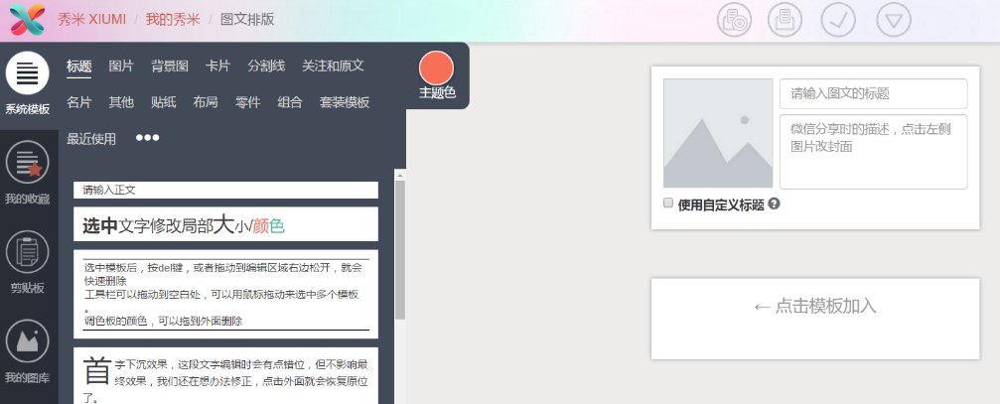 秀米 XIUMI / 我的秀米 / 图文排版
系统模板
我的收藏
剪贴板
我的图库
标题 图片 背景图 卡片 分割线 关注和原文
名片 其他 贴纸 布局 零件 组合 套装模板
最近使用 •••
主题色
请输入正文
选中文字修改局部大小/颜色
选中模板后，按del键，或者拖动到编辑区域右边松开，就会
快速删除
工具栏可以拖动到空白处，可以用鼠标拖动来选中多个模板
。
调色板的颜色，可以拖到外面删除
首字下沉效果，这段文字编辑时会有点错位，但不影响最
终效果，我们还在想办法修正，点击外面就会恢复原位
了。
请输入图文的标题
微信分享时的描述，点击左侧
图片改封面
使用自定义标题 ?
← 点击模板加入